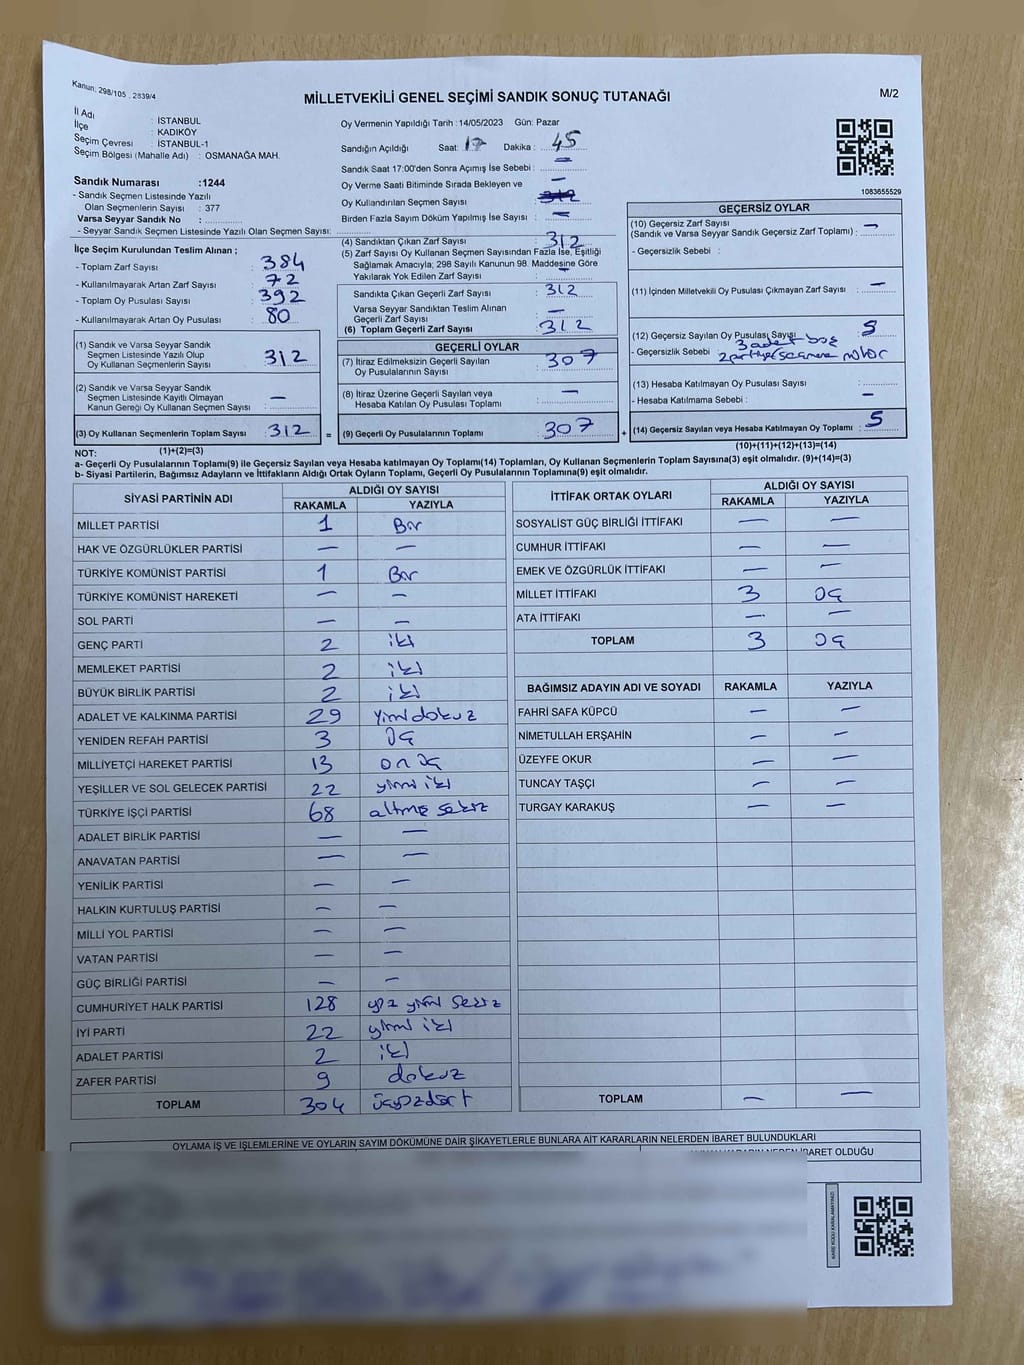 Kanun: 298/105 , 2839/4
MİLLETVEKİLİ GENEL SEÇİMİ SANDIK SONUÇ TUTANAĞI
M/2
İl Adı : İSTANBUL
İlçe : KADIKÖY
Seçim Çevresi : İSTANBUL-1
Seçim Bölgesi (Mahalle Adı) : OSMANAĞA MAH.
Sandık Numarası :1244
- Sandık Seçmen Listesinde Yazılı
Olan Seçmenlerin Sayısı : 377
Varsa Seyyar Sandık No :
- Seyyar Sandık Seçmen Listesinde Yazılı Olan Seçmen Sayısı:
Oy Vermenin Yapıldığı Tarih :14/05/2023 Gün: Pazar
Sandığın Açıldığı Saat: 17 Dakika : 45
Sandık Saat 17:00'den Sonra Açımış İse Sebebi : —
Oy Verme Saati Bitiminde Sırada Bekleyen ve —
Oy Kullandırılan Seçmen Sayısı
Birden Fazla Sayım Döküm Yapılmış İse Sayısı : —
1083655529
İlçe Seçim Kurulundan Teslim Alınan ;
- Toplam Zarf Sayısı : 384
- Kullanılmayarak Artan Zarf Sayısı : 72
- Toplam Oy Pusulası Sayısı : 392
- Kullanılmayarak Artan Oy Pusulası : 80
(1) Sandık ve Varsa Seyyar Sandık
Seçmen Listesinde Yazılı Olup
Oy Kullanan Seçmenlerin Sayısı : 312
(2) Sandık ve Varsa Seyyar Sandık
Seçmen Listesinde Kayıtlı Olmayan
Kanun Gereği Oy Kullanan Seçmen Sayısı : —
(3) Oy Kullanan Seçmenlerin Toplam Sayısı : 312
(4) Sandıktan Çıkan Zarf Sayısı : 312
(5) Zarf Sayısı Oy Kullanan Seçmen Sayısından Fazla İse, Eşitliği
Sağlamak Amacıyla; 298 Sayılı Kanunun 98. Maddesine Göre
Yakılarak Yok Edilen Zarf Sayısı : —
Sandıkta Çıkan Geçerli Zarf Sayısı : 312
Varsa Seyyar Sandıktan Teslim Alınan
Geçerli Zarf Sayısı : —
(6) Toplam Geçerli Zarf Sayısı : 312
GEÇERLİ OYLAR
(7) İtiraz Edilmeksizin Geçerli Sayılan
Oy Pusulalarının Sayısı : 307
(8) İtiraz Üzerine Geçerli Sayılan veya
Hesaba Katılan Oy Pusulası Toplamı : —
= (9) Geçerli Oy Pusulalarının Toplamı : 307 +
GEÇERSİZ OYLAR
(10) Geçersiz Zarf Sayısı
(Sandık ve Varsa Seyyar Sandık Geçersiz Zarf Toplamı) : —
- Geçersizlik Sebebi :
(11) İçinden Milletvekili Oy Pusulası Çıkmayan Zarf Sayısı : —
(12) Geçersiz Sayılan Oy Pusulası Sayısı : 5
- Geçersizlik Sebebi : 3 adet boş
(13) Hesaba Katılmayan Oy Pusulası Sayısı :
- Hesaba Katılmama Sebebi : —
(14) Geçersiz Sayılan veya Hesaba Katılmayan Oy Toplamı : 5
NOT: (1)+(2)=(3)
(10)+(11)+(12)+(13)=(14)
a- Geçerli Oy Pusulalarının Toplamı(9) ile Geçersiz Sayılan veya Hesaba katılmayan Oy Toplamı(14) Toplamları, Oy Kullanan Seçmenlerin Toplam Sayısına(3) eşit olmalıdır. (9)+(14)=(3)
b- Siyasi Partilerin, Bağımsız Adayların ve İttifakların Aldığı Ortak Oyların Toplamı, Geçerli Oy Pusulalarının Toplamına(9) eşit olmalıdır.
SİYASİ PARTİNİN ADI ALDIĞI OY SAYISI
RAKAMLA YAZIYLA
MİLLET PARTİSİ 1 Bir
HAK VE ÖZGÜRLÜKLER PARTİSİ — —
TÜRKİYE KOMÜNİST PARTİSİ 1 Bir
TÜRKİYE KOMÜNİST HAREKETİ — —
SOL PARTİ — —
GENÇ PARTİ 2 iki
MEMLEKET PARTİSİ 2 iki
BÜYÜK BİRLİK PARTİSİ 2 iki
ADALET VE KALKINMA PARTİSİ 29 yirmi dokuz
YENİDEN REFAH PARTİSİ 3 üç
MİLLİYETÇİ HAREKET PARTİSİ 13 on üç
YEŞİLLER VE SOL GELECEK PARTİSİ 22 yirmi iki
TÜRKİYE İŞÇİ PARTİSİ 68 altmış sekiz
ADALET BİRLİK PARTİSİ — —
ANAVATAN PARTİSİ — —
YENİLİK PARTİSİ — —
HALKIN KURTULUŞ PARTİSİ — —
MİLLİ YOL PARTİSİ — —
VATAN PARTİSİ — —
GÜÇ BİRLİĞİ PARTİSİ — —
CUMHURİYET HALK PARTİSİ 128 yüz yirmi sekiz
İYİ PARTİ 22 yirmi iki
ADALET PARTİSİ 2 iki
ZAFER PARTİSİ 9 dokuz
TOPLAM 304 üçyüzdört
İTTİFAK ORTAK OYLARI ALDIĞI OY SAYISI
RAKAMLA YAZIYLA
SOSYALİST GÜÇ BİRLİĞİ İTTİFAKI — —
CUMHUR İTTİFAKI — —
EMEK VE ÖZGÜRLÜK İTTİFAKI — —
MİLLET İTTİFAKI 3 üç
ATA İTTİFAKI — —
TOPLAM 3 üç
BAĞIMSIZ ADAYIN ADI VE SOYADI RAKAMLA YAZIYLA
FAHRİ SAFA KÜPCÜ — —
NİMETULLAH ERŞAHİN — —
ÜZEYFE OKUR — —
TUNCAY TAŞÇI — —
TURGAY KARAKUŞ — —
TOPLAM — —
OYLAMA İŞ VE İŞLEMLERİNE VE OYLARIN SAYIM DÖKÜMÜNE DAİR ŞİKAYETLERLE BUNLARA AİT KARARLARIN NELERDEN İBARET BULUNDUKLARI
NEDEN İBARET OLDUĞU
KARE KODU KARALAMAYINIZ!